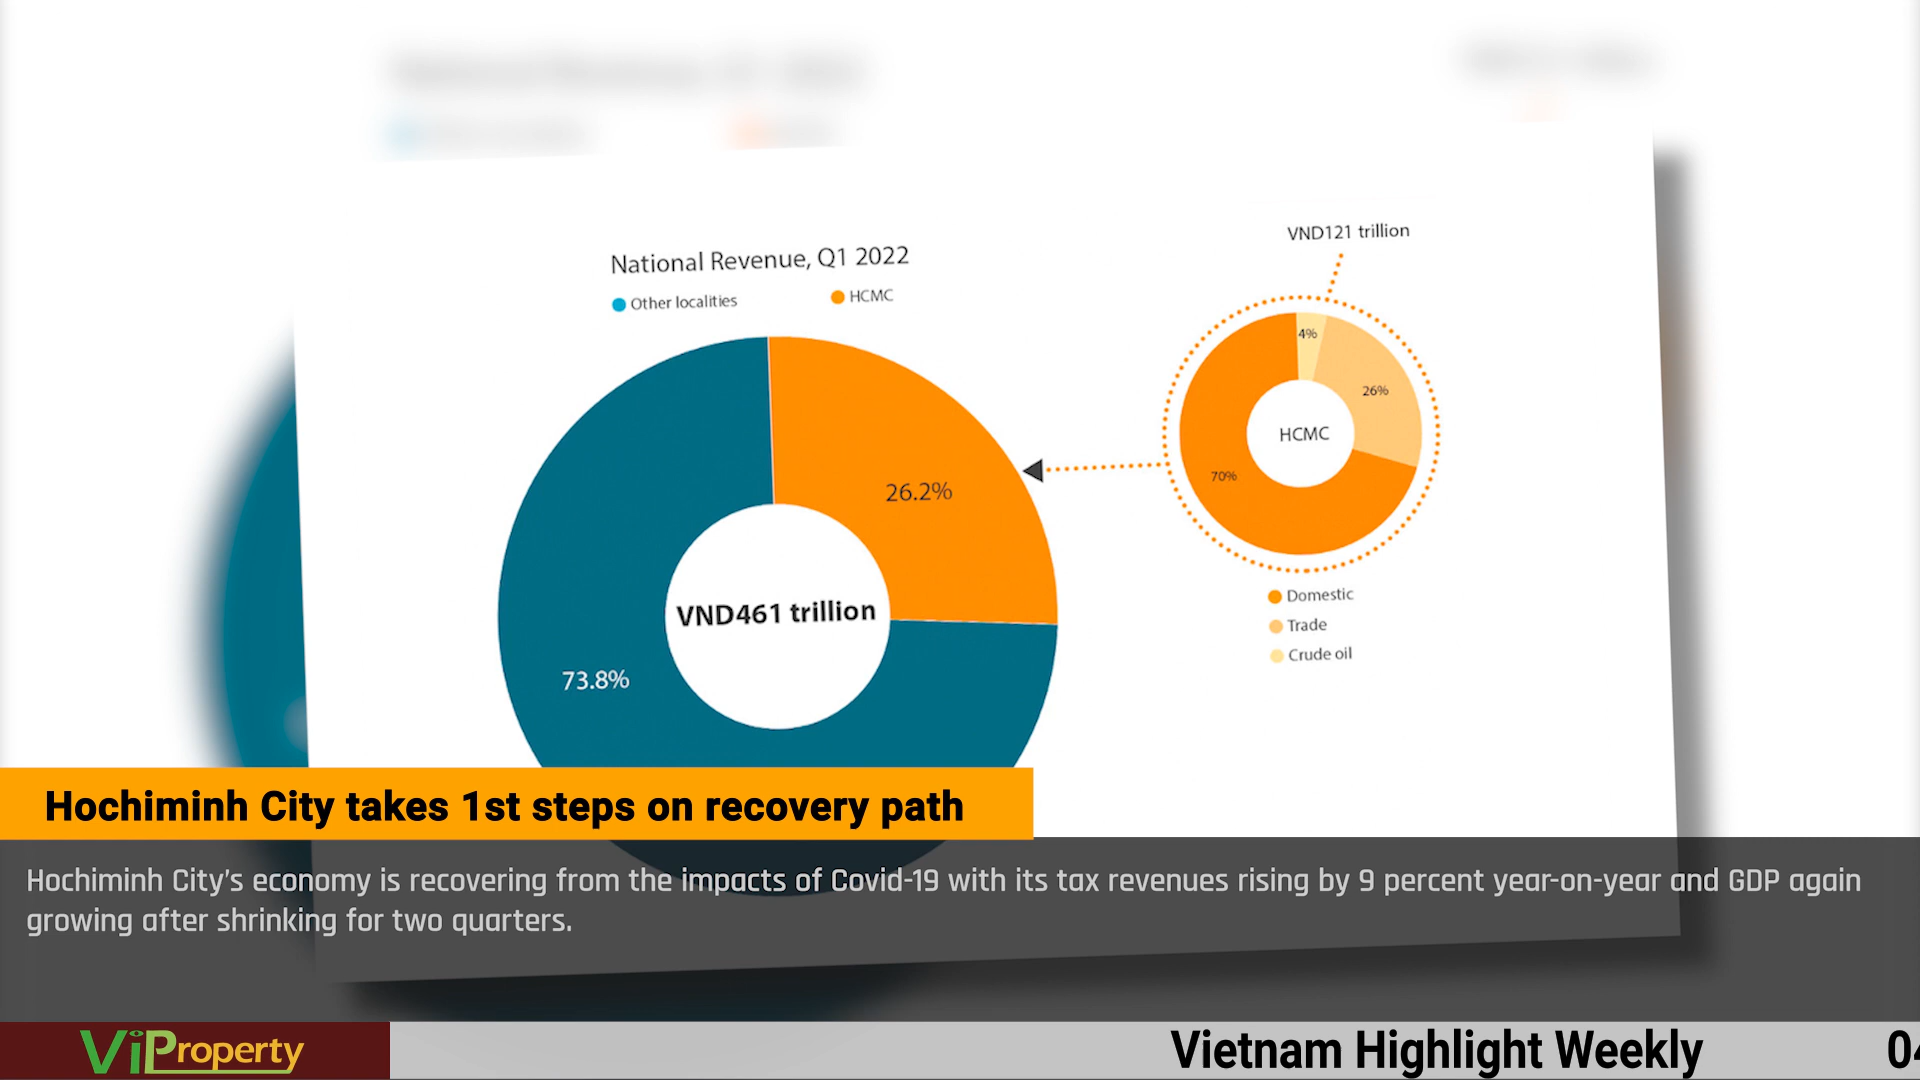 National Revenue, Q1 2022
Other localities
HCMC
VND461 trillion
26.2%
73.8%
VND121 trillion
4%
26%
70%
HCMC
Domestic
Trade
Crude oil
Hochiminh City takes 1st steps on recovery path
Hochiminh City's economy is recovering from the impacts of Covid-19 with its tax revenues rising by 9 percent year-on-year and GDP again
growing after shrinking for two quarters.
ViProperty
Vietnam Highlight Weekly